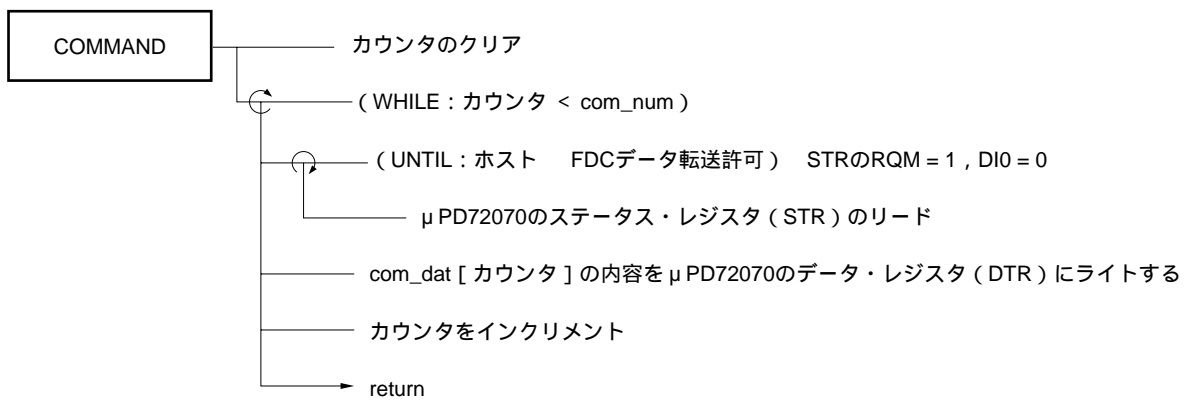 COMMAND
カウンタのクリア
(WHILE：カウンタ < com_num)
(UNTIL：ホスト　FDCデータ転送許可)　STRのRQM = 1 , DI0 = 0
μPD72070のステータス・レジスタ(STR)のリード
com_dat [カウンタ] の内容をμPD72070のデータ・レジスタ(DTR)にライトする
カウンタをインクリメント
return